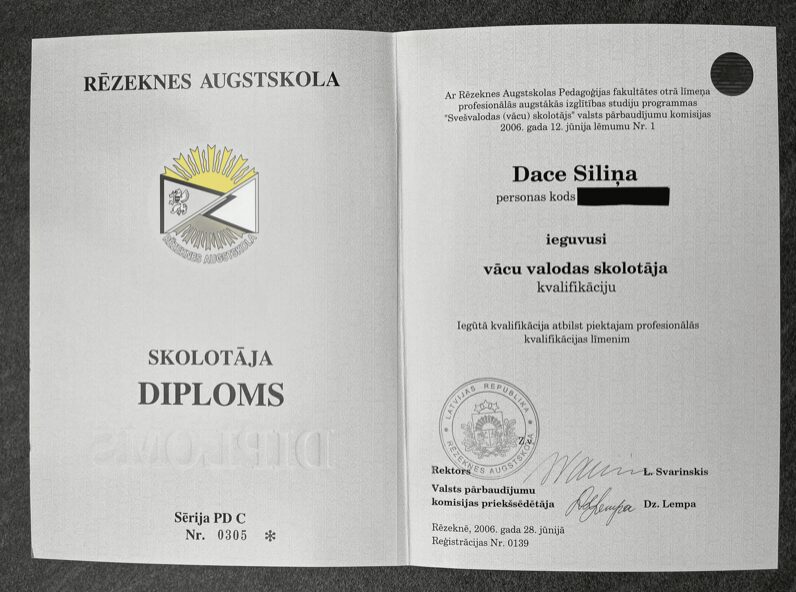 RĒZEKNES AUGSTSKOLA
RĒZEKNES AUGSTSKOLA
SKOLOTĀJA
DIPLOMS
DIPLOMS
Sērija PD C
Nr. 0305 *
Ar Rēzeknes Augstskolas Pedagoģijas fakultātes otrā līmeņa
profesionālās augstākās izglītības studiju programmas
"Svešvalodas (vācu) skolotājs" valsts pārbaudījumu komisijas
2006. gada 12. jūnija lēmumu Nr. 1
Dace Siliņa
personas kods
ieguvusi
vācu valodas skolotāja
kvalifikāciju
Iegūtā kvalifikācija atbilst piektajam profesionālās
kvalifikācijas līmenim
LATVIJAS REPUBLIKA
RĒZEKNES AUGSTSKOLA
Z.v.
Rektors Ļ. Svarinskis
Valsts pārbaudījumu
komisijas priekšsēdētāja Dz. Lempa
Rēzeknē, 2006. gada 28. jūnijā
Reģistrācijas Nr. 0139